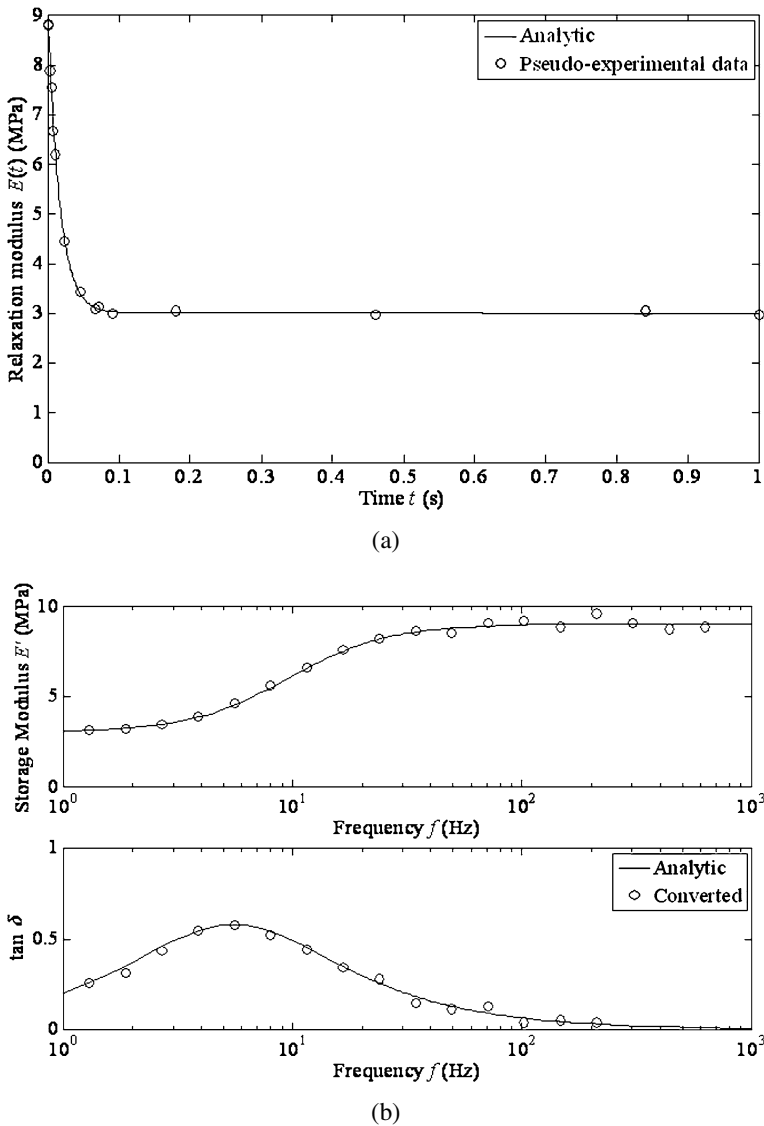 9
8
7
6
5
4
3
2
1
0
Relaxation modulus E(t) (MPa)
Analytic
Pseudo-experimental data
0 0.1 0.2 0.3 0.4 0.5 0.6 0.7 0.8 0.9 1
Time t (s)
(a)
10
5
0
Storage Modulus E' (MPa)
10^0 10^1 10^2 10^3
Frequency f (Hz)
1
0.5
0
tan δ
Analytic
Converted
10^0 10^1 10^2 10^3
Frequency f (Hz)
(b)